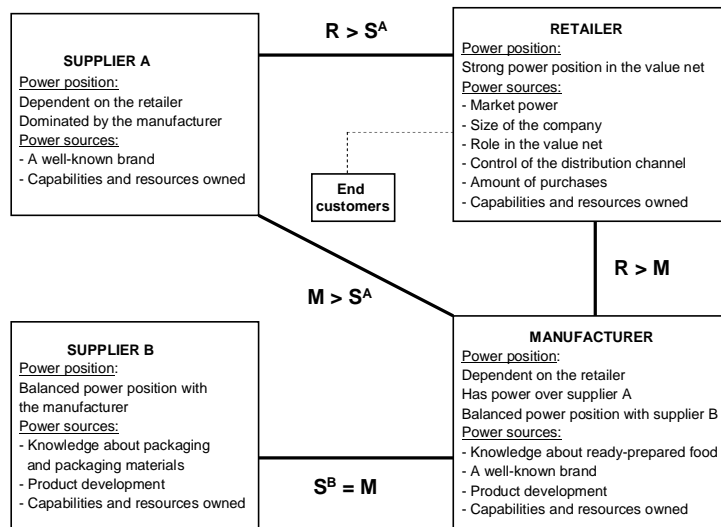 R > Sᴬ
SUPPLIER A
Power position:
Dependent on the retailer
Dominated by the manufacturer
Power sources:
- A well-known brand
- Capabilities and resources owned
RETAILER
Power position:
Strong power position in the value net
Power sources:
- Market power
- Size of the company
- Role in the value net
- Control of the distribution channel
- Amount of purchases
- Capabilities and resources owned
End
customers
R > M
M > Sᴬ
SUPPLIER B
Power position:
Balanced power position with
the manufacturer
Power sources:
- Knowledge about packaging
and packaging materials
- Product development
- Capabilities and resources owned
Sᴮ = M
MANUFACTURER
Power position:
Dependent on the retailer
Has power over supplier A
Balanced power position with supplier B
Power sources:
- Knowledge about ready-prepared food
- A well-known brand
- Product development
- Capabilities and resources owned